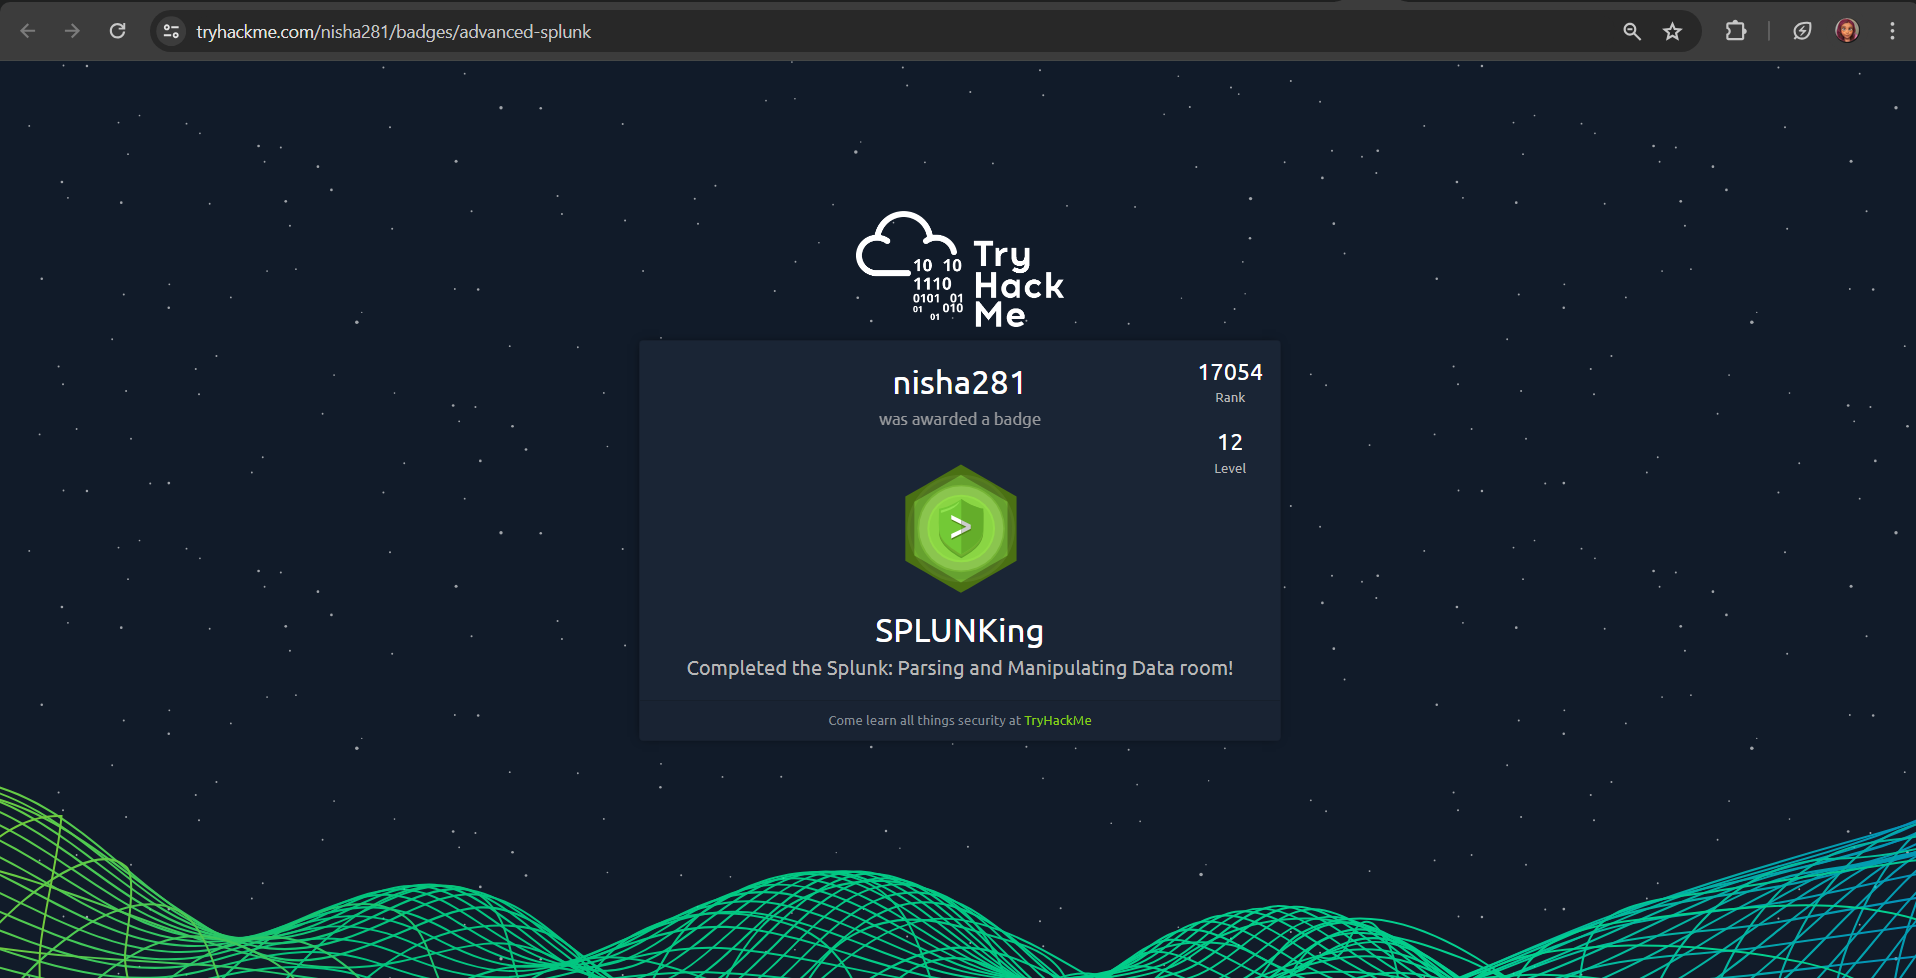 tryhackme.com/nisha281/badges/advanced-splunk
10 10
1110
0101 01
01 010
01
Try
Hack
Me
nisha281
was awarded a badge
17054
Rank
12
Level
>
SPLUNKing
Completed the Splunk: Parsing and Manipulating Data room!
Come learn all things security at TryHackMe